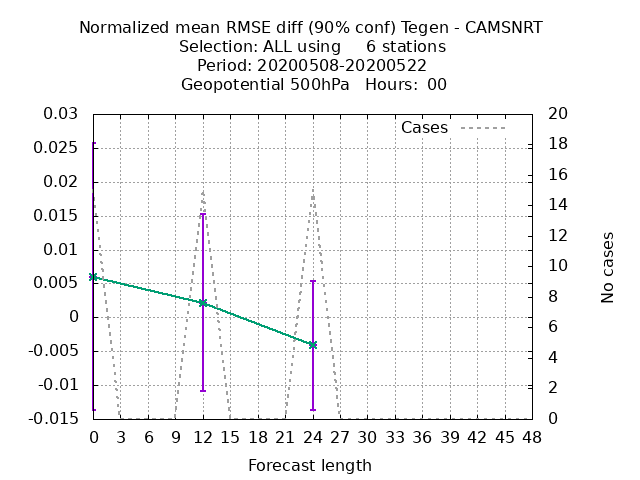 Normalized mean RMSE diff (90% conf) Tegen - CAMSNRT
Selection: ALL using     6 stations
Period: 20200508-20200522
Geopotential 500hPa   Hours:  00
Cases
0.03
0.025
0.02
0.015
0.01
0.005
0
-0.005
-0.01
-0.015
20
18
16
14
12
10
8
6
4
2
0
No cases
0 3 6 9 12 15 18 21 24 27 30 33 36 39 42 45 48
Forecast length